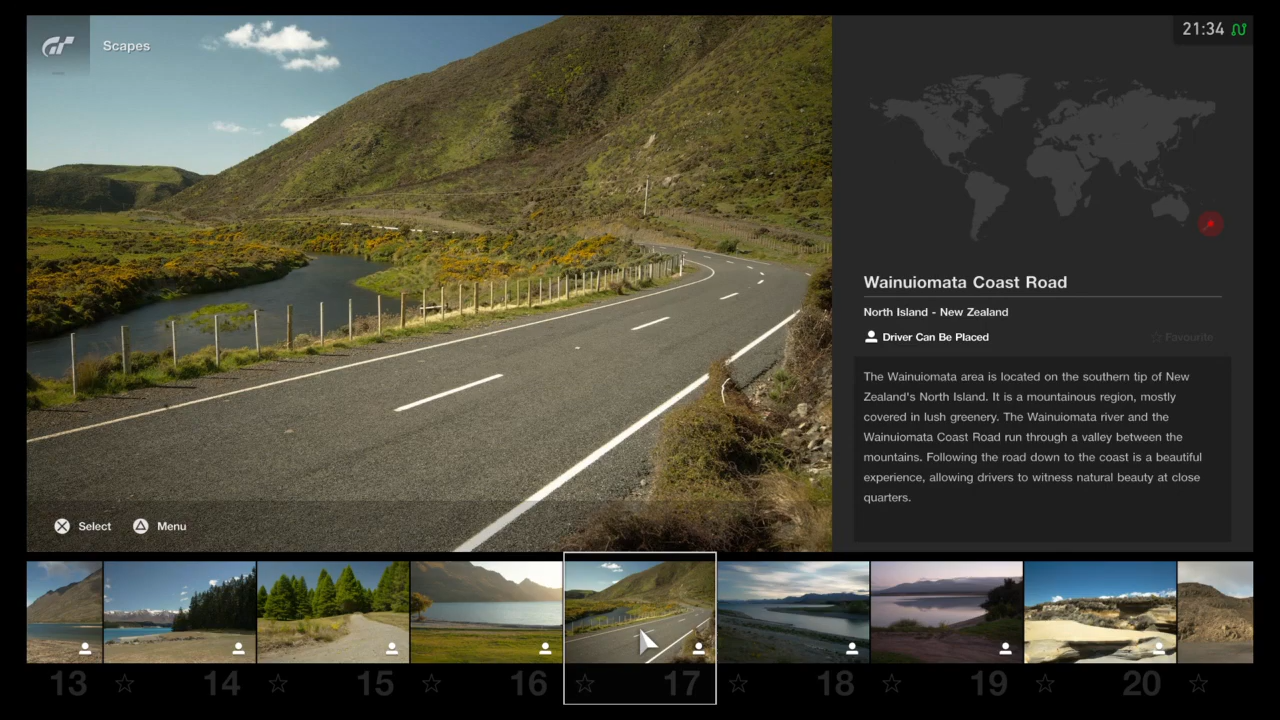 Scapes
21:34
Wainuiomata Coast Road
North Island - New Zealand
Driver Can Be Placed
Favourite
The Wainuiomata area is located on the southern tip of New
Zealand's North Island. It is a mountainous region, mostly
covered in lush greenery. The Wainuiomata river and the
Wainuiomata Coast Road run through a valley between the
mountains. Following the road down to the coast is a beautiful
experience, allowing drivers to witness natural beauty at close
quarters.
Select Menu
13 14 15 16 17 18 19 20